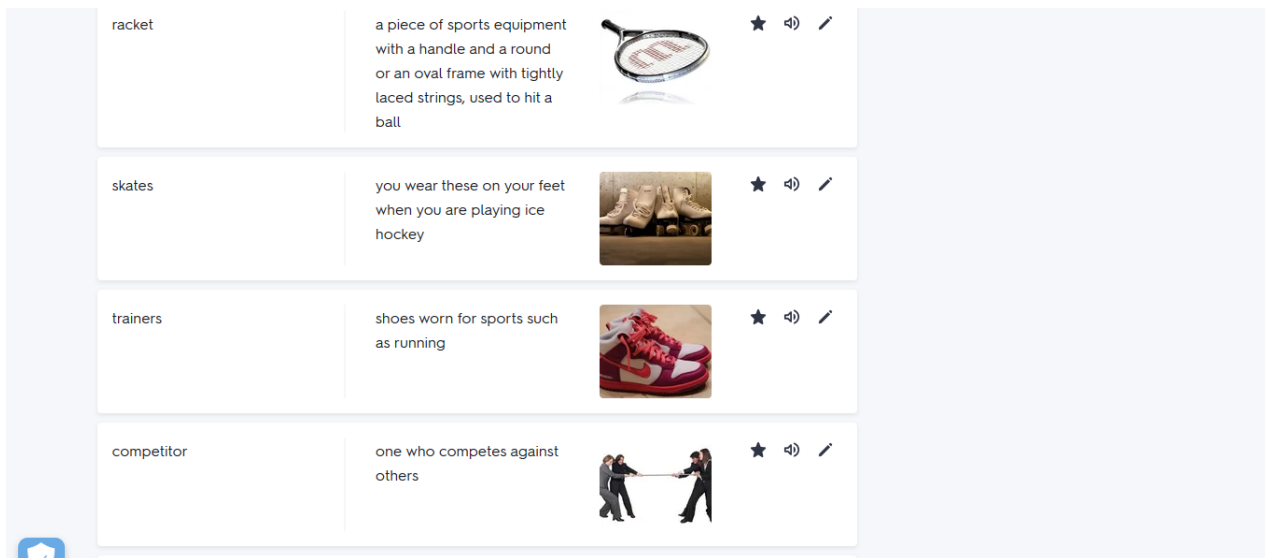 racket
a piece of sports equipment
with a handle and a round
or an oval frame with tightly
laced strings, used to hit a
ball
skates
you wear these on your feet
when you are playing ice
hockey
trainers
shoes worn for sports such
as running
competitor
one who competes against
others